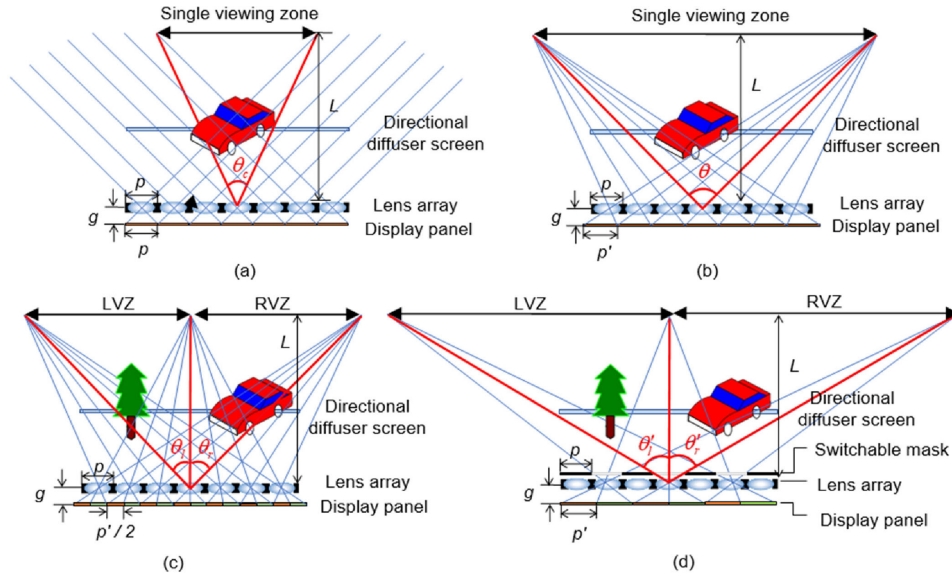 Single viewing zone
L
Directional
diffuser screen
θc
p
g
Lens array
Display panel
p
(a)
Single viewing zone
L
Directional
diffuser screen
θ
p
g
Lens array
Display panel
p'
(b)
LVZ
RVZ
L
Directional
diffuser screen
θl
θr
p
g
Lens array
Display panel
p' / 2
(c)
LVZ
RVZ
L
Directional
diffuser screen
θ'l
θ'r
Switchable mask
p
g
Lens array
Display panel
p'
(d)